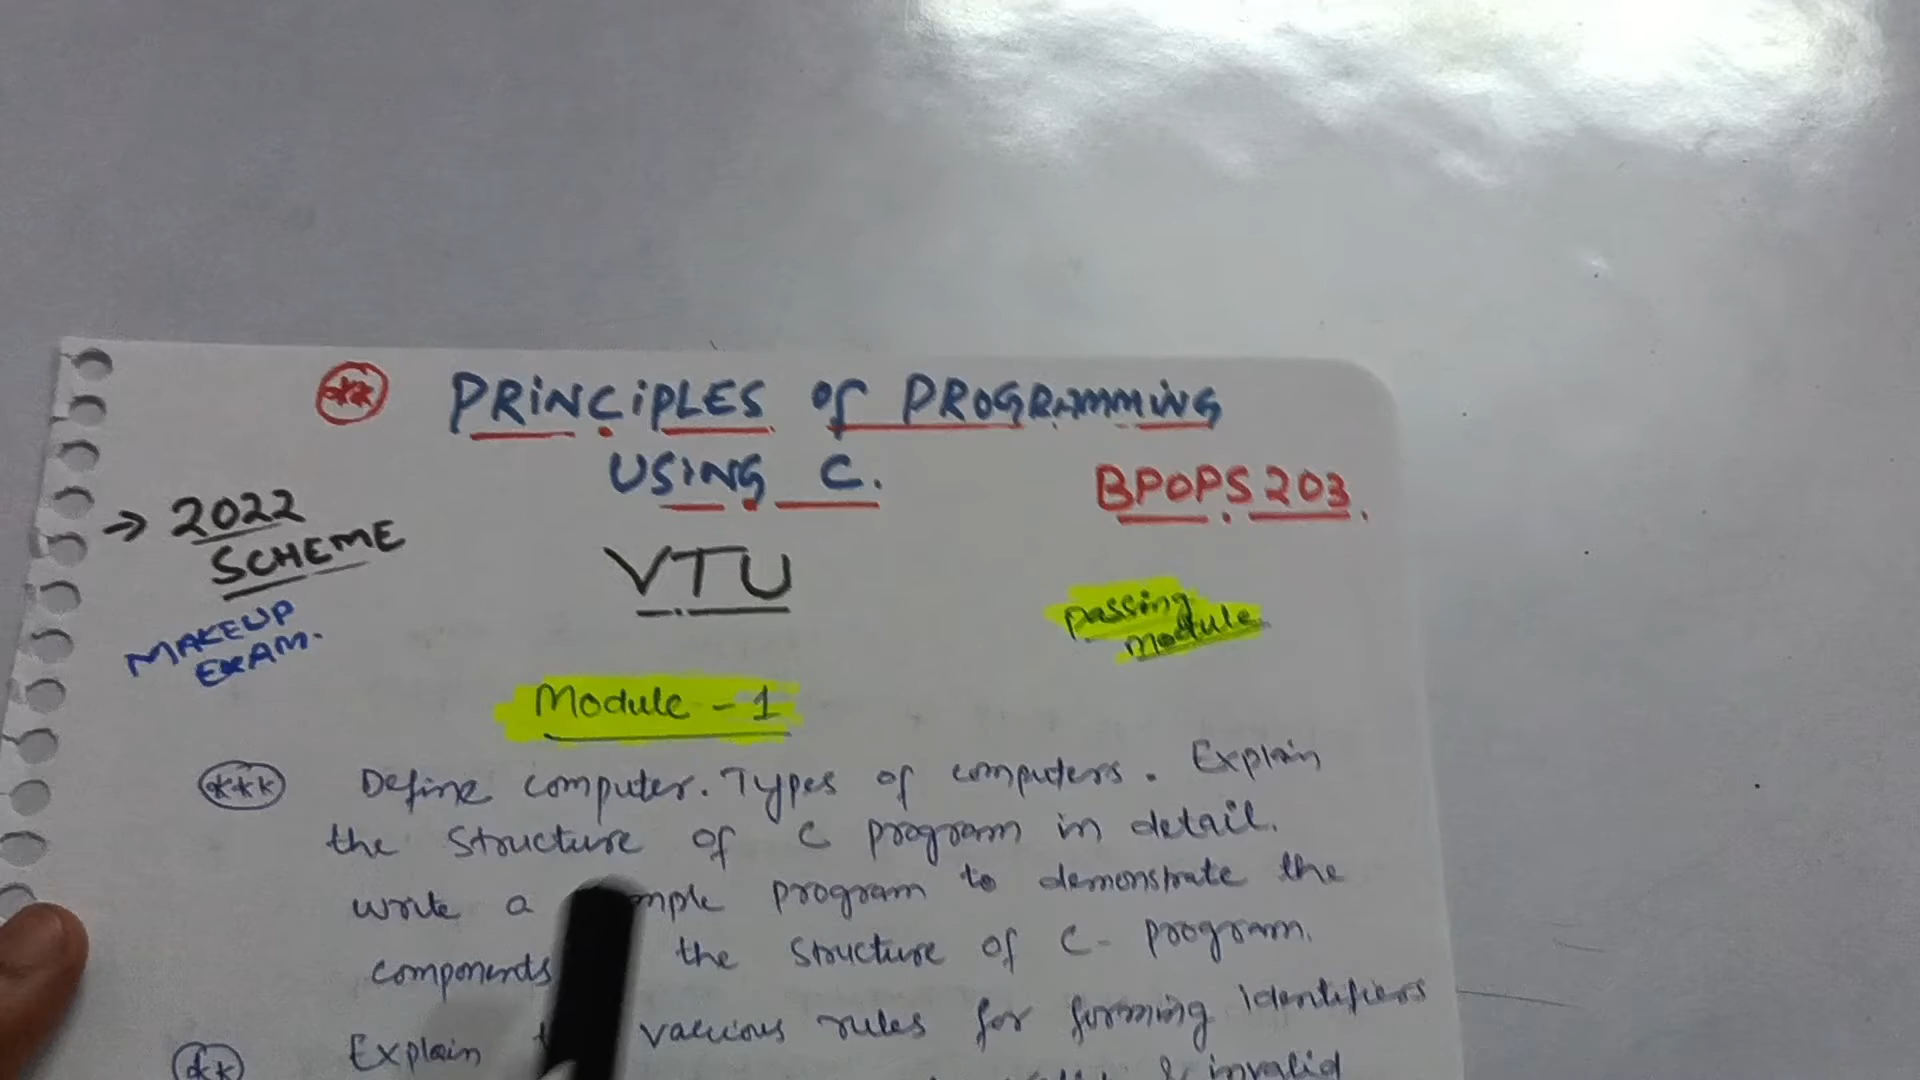 *** PRINCIPLES of PROGRAMMING
USING C.
BPOPS203.
→ 2022
SCHEME
VTU
MAKEUP
EXAM.
passing
module
Module - 1
*** Define computer. Types of computers. Explain
the structure of C program in detail.
write a program to demonstrate the
components the structure of C - program.
** Explain various rules for forming identifiers
& invalid